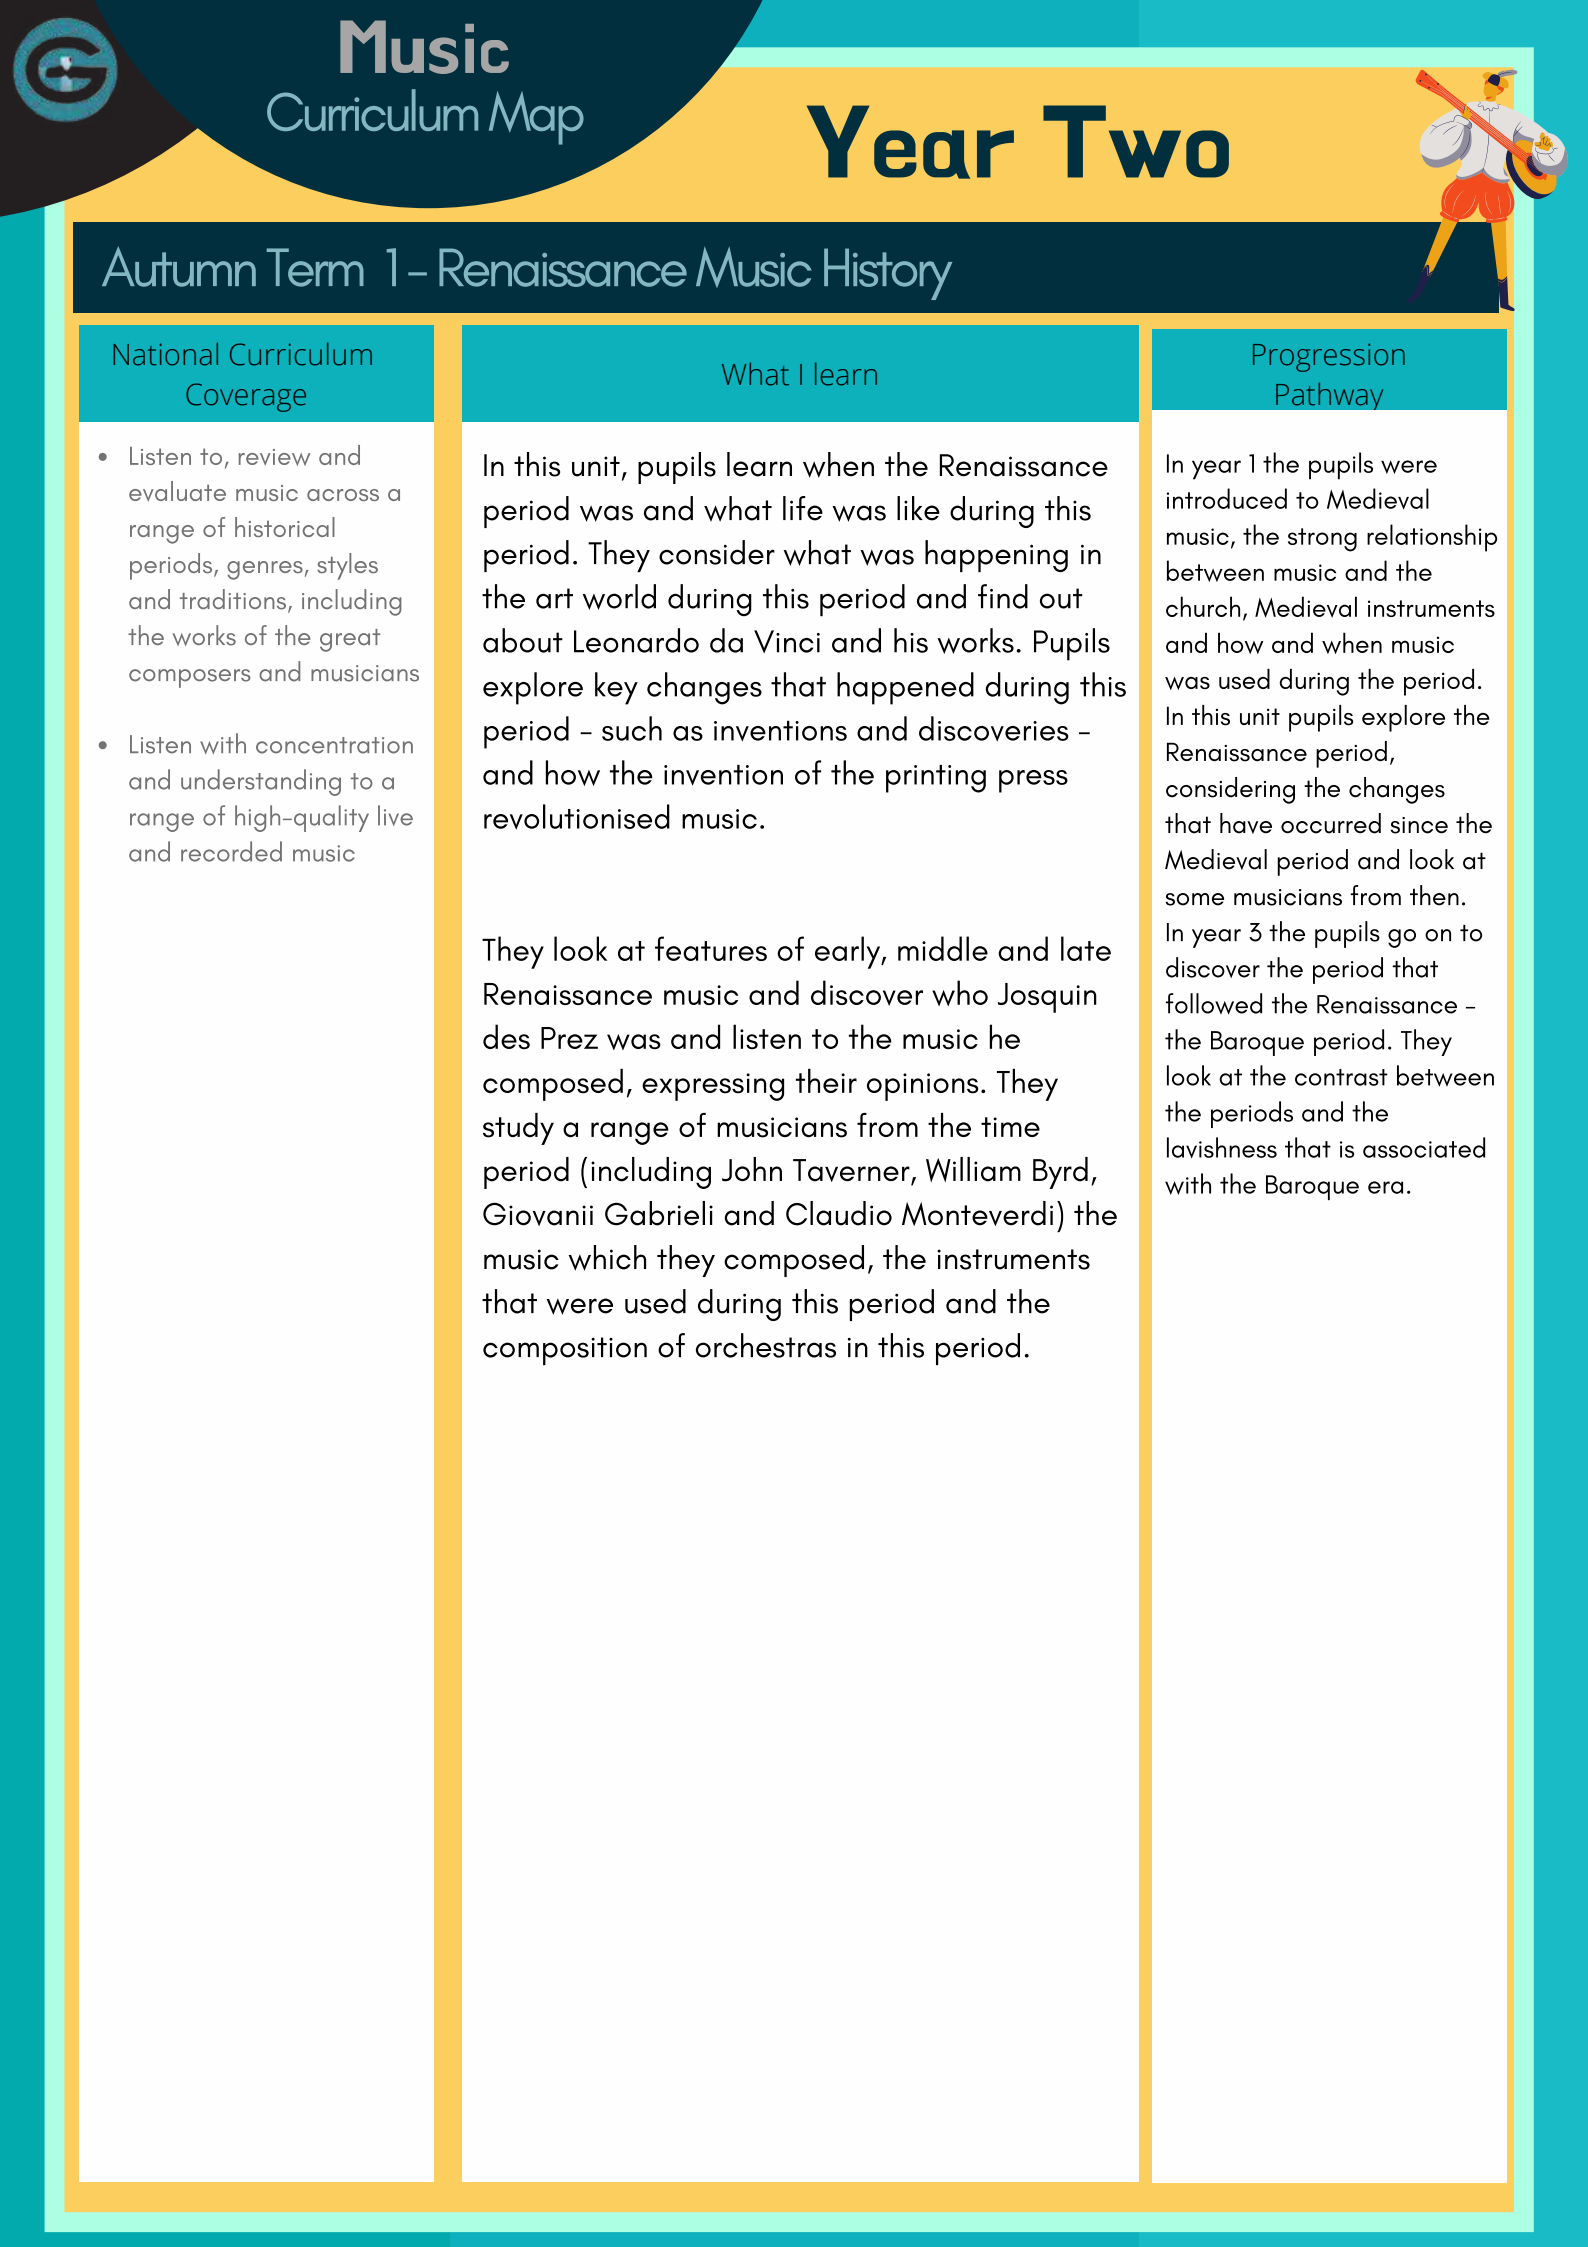 Music
Curriculum Map
Year Two
Autumn Term 1- Renaissance Music History
National Curriculum
Coverage
• Listen to, review and
evaluate music across a
range of historical
periods, genres, styles
and traditions, including
the works of the great
composers and musicians
• Listen with concentration
and understanding to a
range of high-quality live
and recorded music
What I learn
In this unit, pupils learn when the Renaissance
period was and what life was like during this
period. They consider what was happening in
the art world during this period and find out
about Leonardo da Vinci and his works. Pupils
explore key changes that happened during this
period - such as inventions and discoveries -
and how the invention of the printing press
revolutionised music.
They look at features of early, middle and late
Renaissance music and discover who Josquin
des Prez was and listen to the music he
composed, expressing their opinions. They
study a range of musicians from the time
period (including John Taverner, William Byrd,
Giovanii Gabrieli and Claudio Monteverdi) the
music which they composed, the instruments
that were used during this period and the
composition of orchestras in this period.
Progression
Pathway
In year 1 the pupils were
introduced to Medieval
music, the strong relationship
between music and the
church, Medieval instruments
and how and when music
was used during the period.
In this unit pupils explore the
Renaissance period,
considering the changes
that have occurred since the
Medieval period and look at
some musicians from then.
In year 3 the pupils go on to
discover the period that
followed the Renaissance -
the Baroque period. They
look at the contrast between
the periods and the
lavishness that is associated
with the Baroque era.